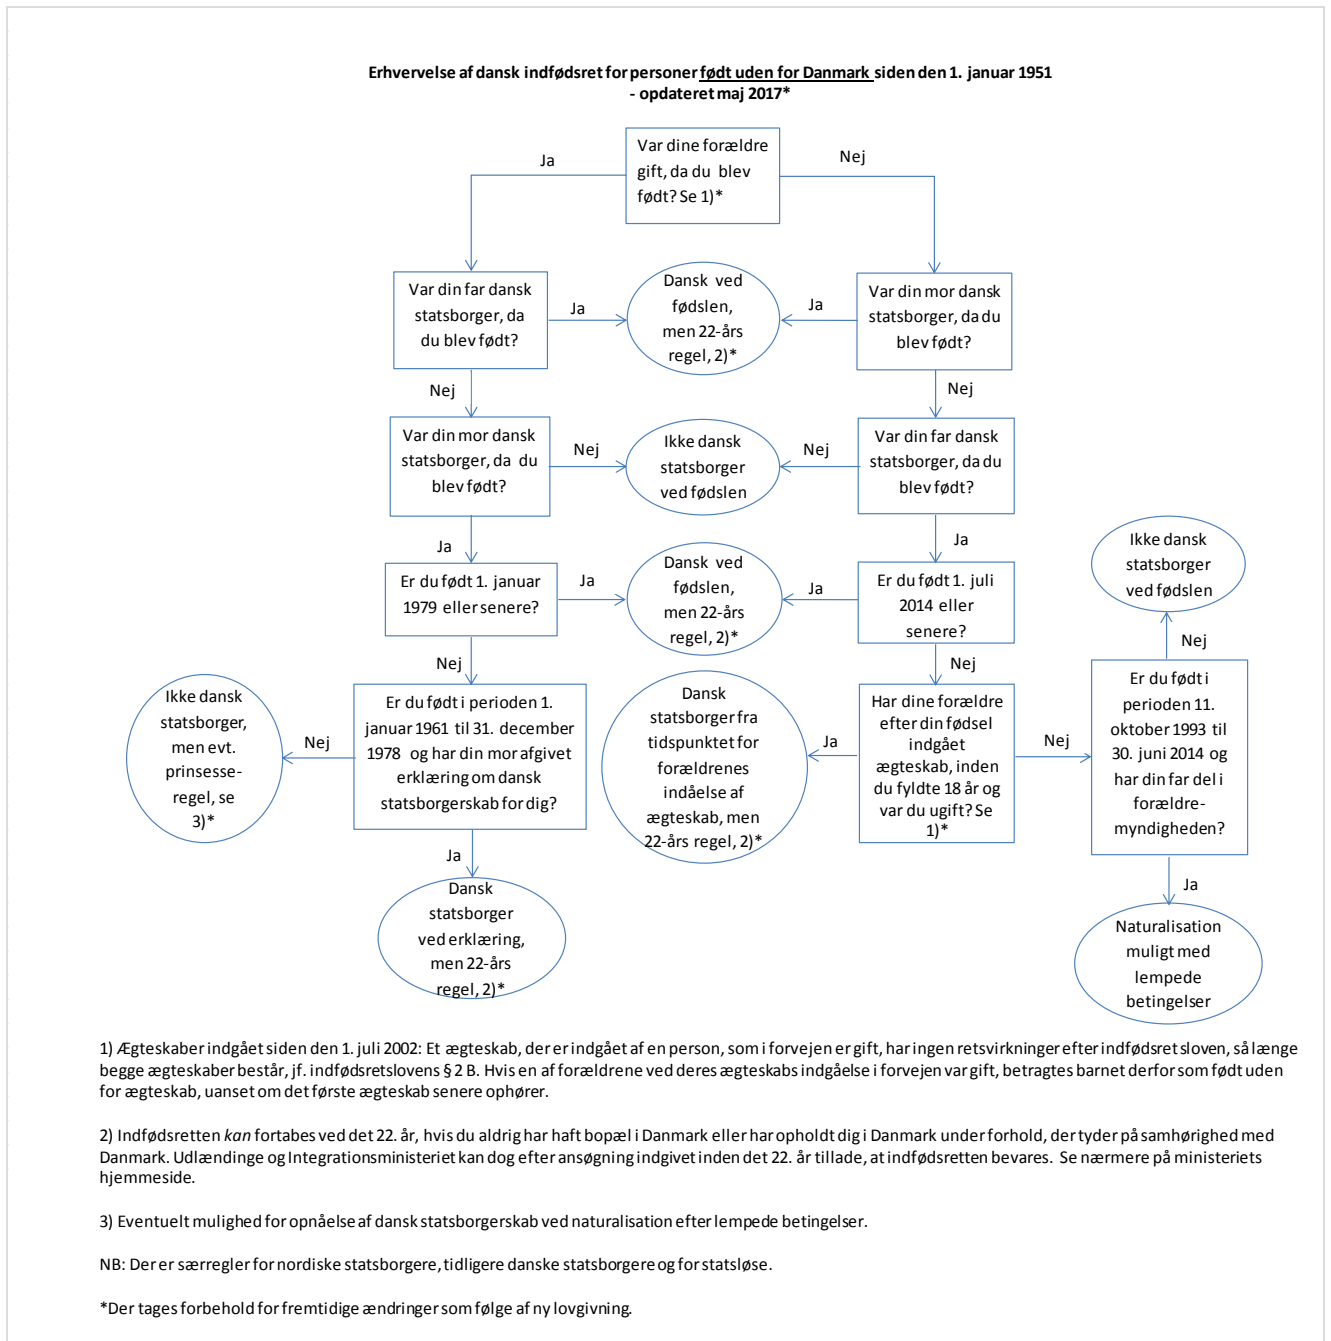 Erhvervelse af dansk indfødsret for personer født uden for Danmark siden den 1. januar 1951
- opdateret maj 2017*
Var dine forældre
gift, da du blev
født? Se 1)*
Ja
Nej
Var din far dansk
statsborger, da
du blev født?
Ja
Dansk ved
fødslen,
men 22-års
regel, 2)*
Ja
Var din mor dansk
statsborger, da du
blev født?
Nej
Nej
Var din mor dansk
statsborger, da du
blev født?
Nej
Ikke dansk
statsborger
ved fødslen
Nej
Var din far dansk
statsborger, da du
blev født?
Ja
Ja
Er du født 1. januar
1979 eller senere?
Ja
Dansk ved
fødslen,
men 22-års
regel, 2)*
Ja
Er du født 1. juli
2014 eller
senere?
Ikke dansk
statsborger
ved fødslen
Nej
Nej
Nej
Ikke dansk
statsborger,
men evt.
prinsesse-
regel, se
3)*
Nej
Er du født i perioden 1.
januar 1961 til 31. december
1978 og har din mor afgivet
erklæring om dansk
statsborgerskab for dig?
Dansk
statsborger fra
tidspunktet for
forældrenes
indåelse af
ægteskab, men
22-års regel, 2)*
Ja
Har dine forældre
efter din fødsel
indgået
ægteskab, inden
du fyldte 18 år og
var du ugift? Se
1)*
Nej
Er du født i
perioden 11.
oktober 1993 til
30. juni 2014 og
har din far del i
forældre-
myndigheden?
Ja
Ja
Dansk
statsborger
ved erklæring,
men 22-års
regel, 2)*
Naturalisation
muligt med
lempede
betingelser
1) Ægteskaber indgået siden den 1. juli 2002: Et ægteskab, der er indgået af en person, som i forvejen er gift, har ingen retsvirkninger efter indfødsretsloven, så længe
begge ægteskaber består, jf. indfødsretslovens § 2 B. Hvis en af forældrene ved deres ægteskabs indgåelse i forvejen var gift, betragtes barnet derfor som født uden
for ægteskab, uanset om det første ægteskab senere ophører.
2) Indfødsretten kan fortabes ved det 22. år, hvis du aldrig har haft bopæl i Danmark eller har opholdt dig i Danmark under forhold, der tyder på samhørighed med
Danmark. Udlændinge og Integrationsministeriet kan dog efter ansøgning indgivet inden det 22. år tillade, at indfødsretten bevares. Se nærmere på ministeriets
hjemmeside.
3) Eventuelt mulighed for opnåelse af dansk statsborgerskab ved naturalisation efter lempede betingelser.
NB: Der er særregler for nordiske statsborgere, tidligere danske statsborgere og for statsløse.
*Der tages forbehold for fremtidige ændringer som følge af ny lovgivning.